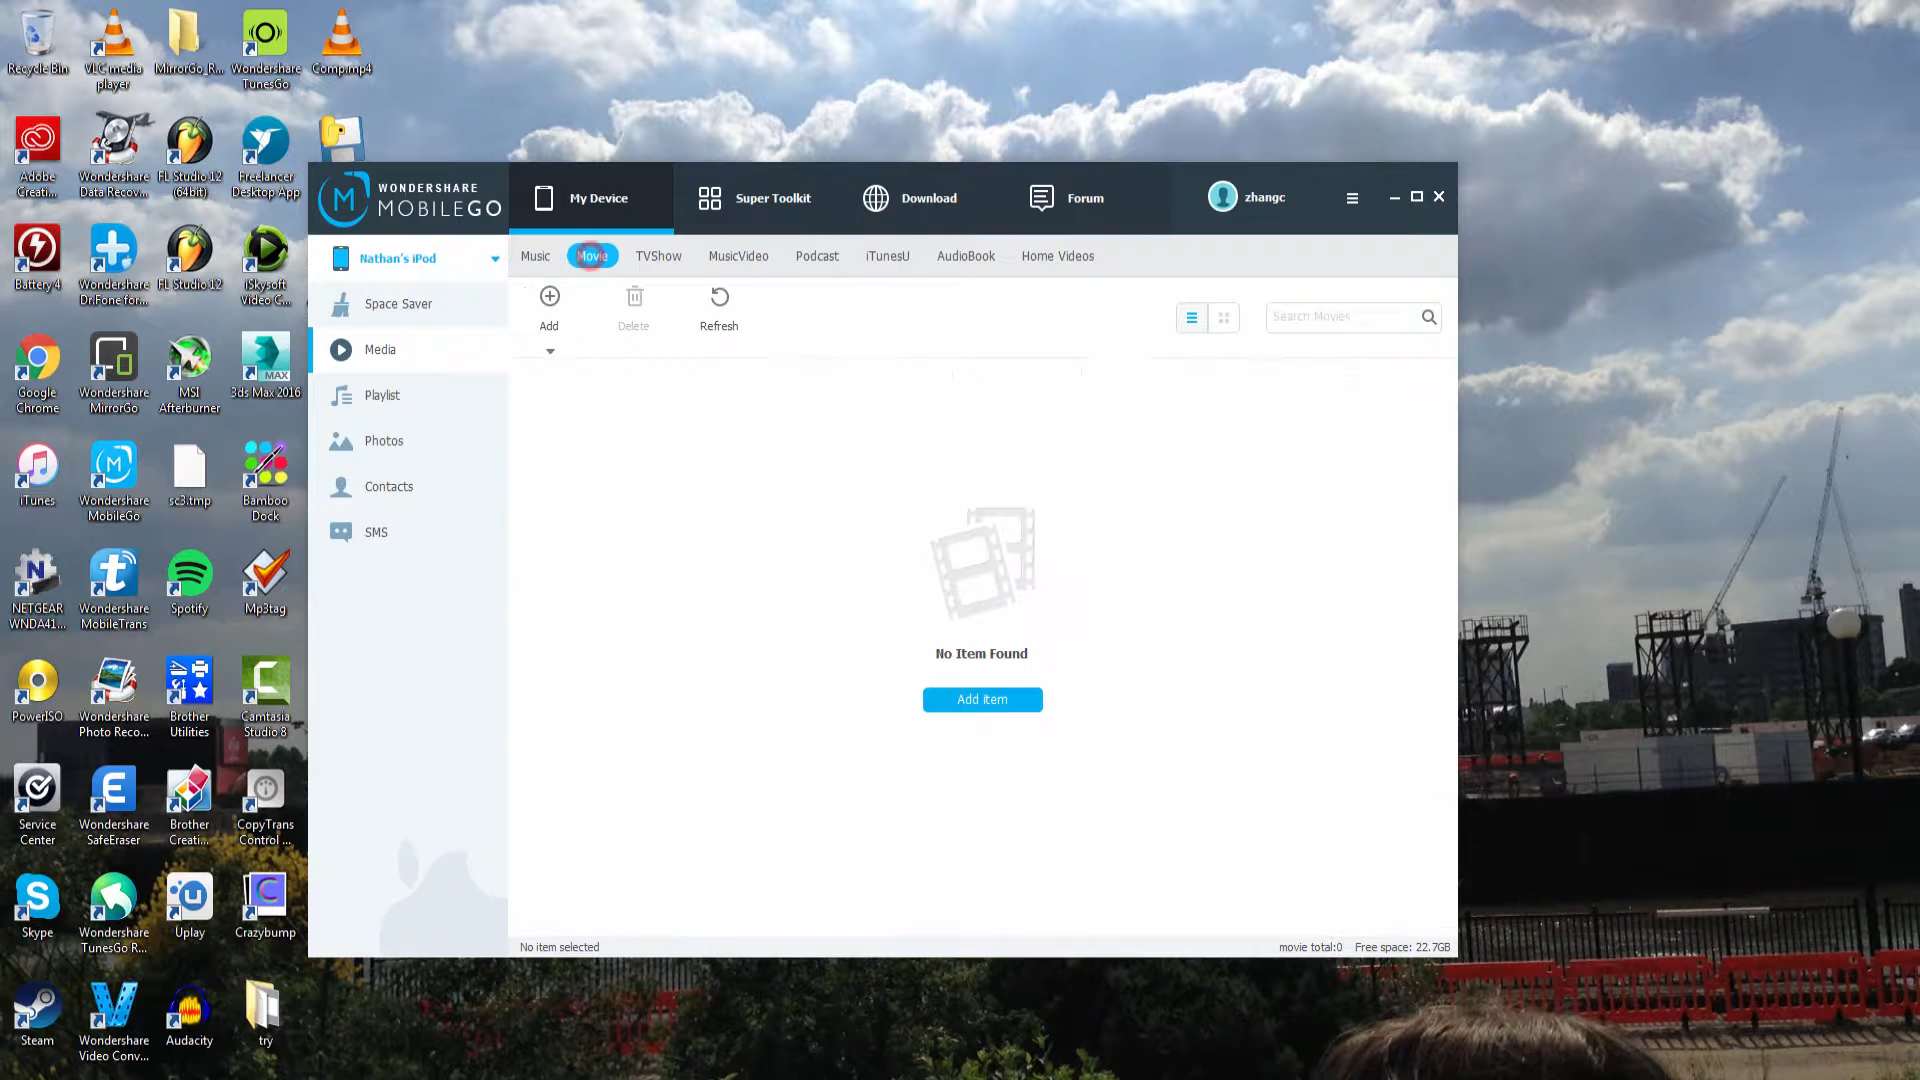 Recycle Bin
VLC media
player
MirrorGo_R...
Wondershare
TunesGo
Comp.mp4
Adobe
Creati...
Wondershare
Data Recov...
FL Studio 12
(64bit)
Freelancer
Desktop App
Battery 4
Wondershare
Dr.Fone for...
FL Studio 12
iSkysoft
Video C...
Google
Chrome
Wondershare
MirrorGo
MSI
Afterburner
MAX
3ds Max 2016
iTunes
Wondershare
MobileGo
sc3.tmp
Bamboo
Dock
NETGEAR
WNDA41...
Wondershare
MobileTrans
Spotify
Mp3tag
PowerISO
Wondershare
Photo Reco...
Brother
Utilities
Camtasia
Studio 8
Service
Center
Wondershare
SafeEraser
Brother
Creati...
CopyTrans
Control ...
Skype
Wondershare
TunesGo R...
Uplay
Crazybump
Steam
Wondershare
Video Conv...
Audacity
try
WONDERSHARE
MOBILEGO
My Device
Super Toolkit
Download
Forum
zhangc
Nathan's iPod
Space Saver
Media
Playlist
Photos
Contacts
SMS
Music
Movie
TVShow
MusicVideo
Podcast
iTunesU
AudioBook
Home Videos
Add
Delete
Refresh
Search Movies
No Item Found
Add item
No item selected
movie total:0
Free space: 22.7GB